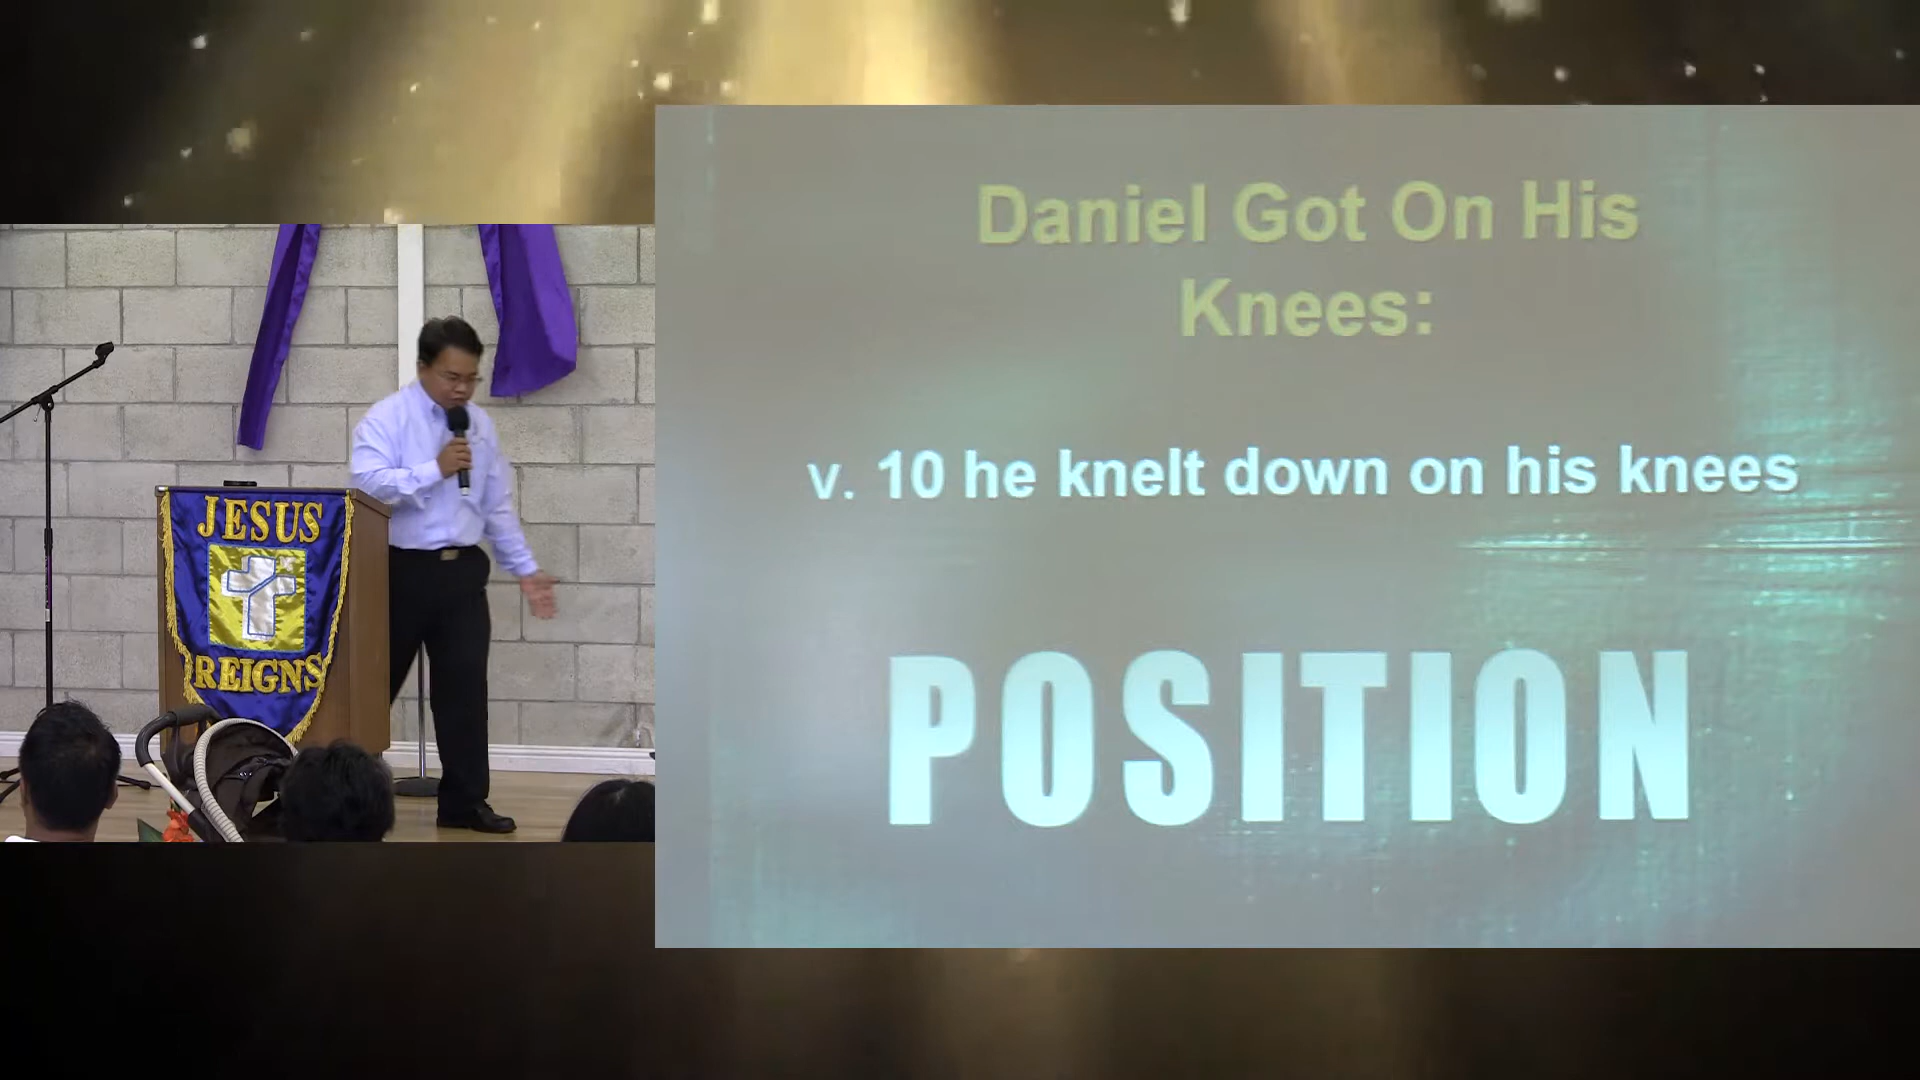 JESUS
REIGNS
Daniel Got On His
Knees:
v. 10 he knelt down on his knees
POSITION